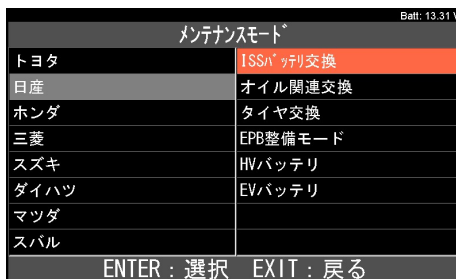 Batt: 13.31 V
メンテナンスモード
トヨタ
日産
ホンダ
三菱
スズキ
ダイハツ
マツダ
スバル
ISSバッテリ交換
オイル関連交換
タイヤ交換
EPB整備モード
HVバッテリ
EVバッテリ
ENTER：選択 EXIT：戻る